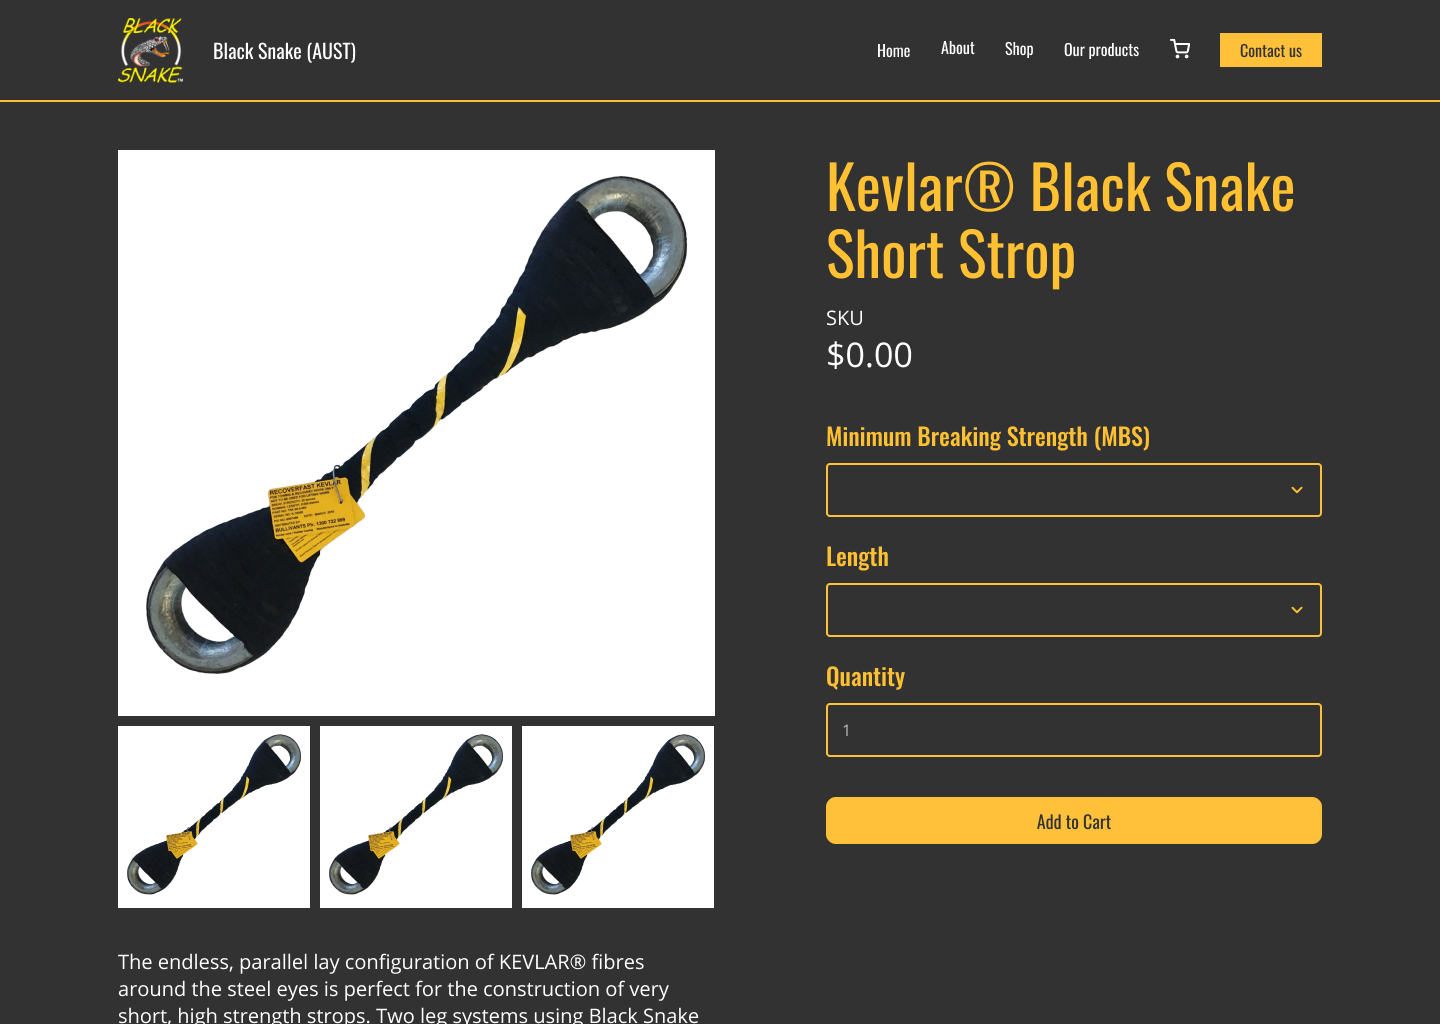 BLACK
SNAKE
Black Snake (AUST)
Home
About
Shop
Our products
Contact us
Kevlar® Black Snake
Short Strop
SKU
$0.00
Minimum Breaking Strength (MBS)
Length
Quantity
1
Add to Cart
RECOVERFAST KEVLAR
BULLIVANTS Ph. 1300 732 999
The endless, parallel lay configuration of KEVLAR® fibres
around the steel eyes is perfect for the construction of very
short, high strength strops. Two leg systems using Black Snake